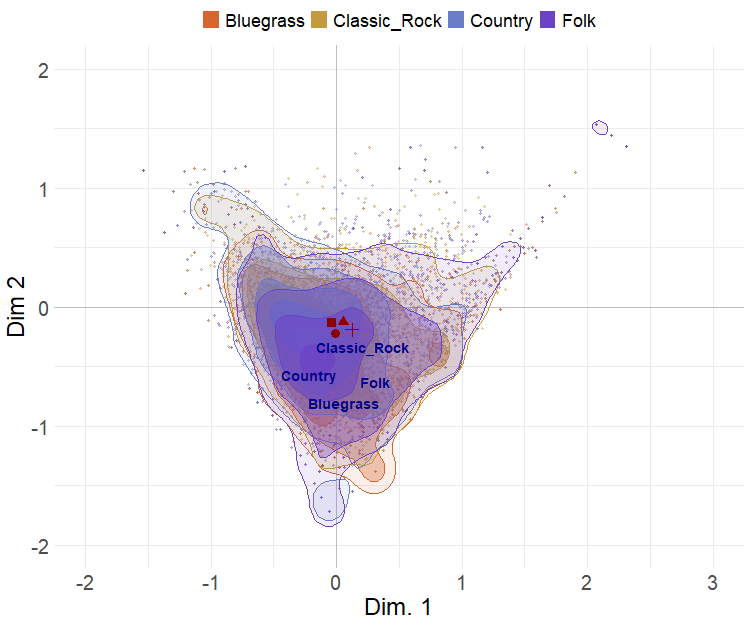 Bluegrass Classic_Rock Country Folk
2
1
0
-1
-2
Dim 2
Classic_Rock
Country
Folk
Bluegrass
-2 -1 0 1 2 3
Dim. 1